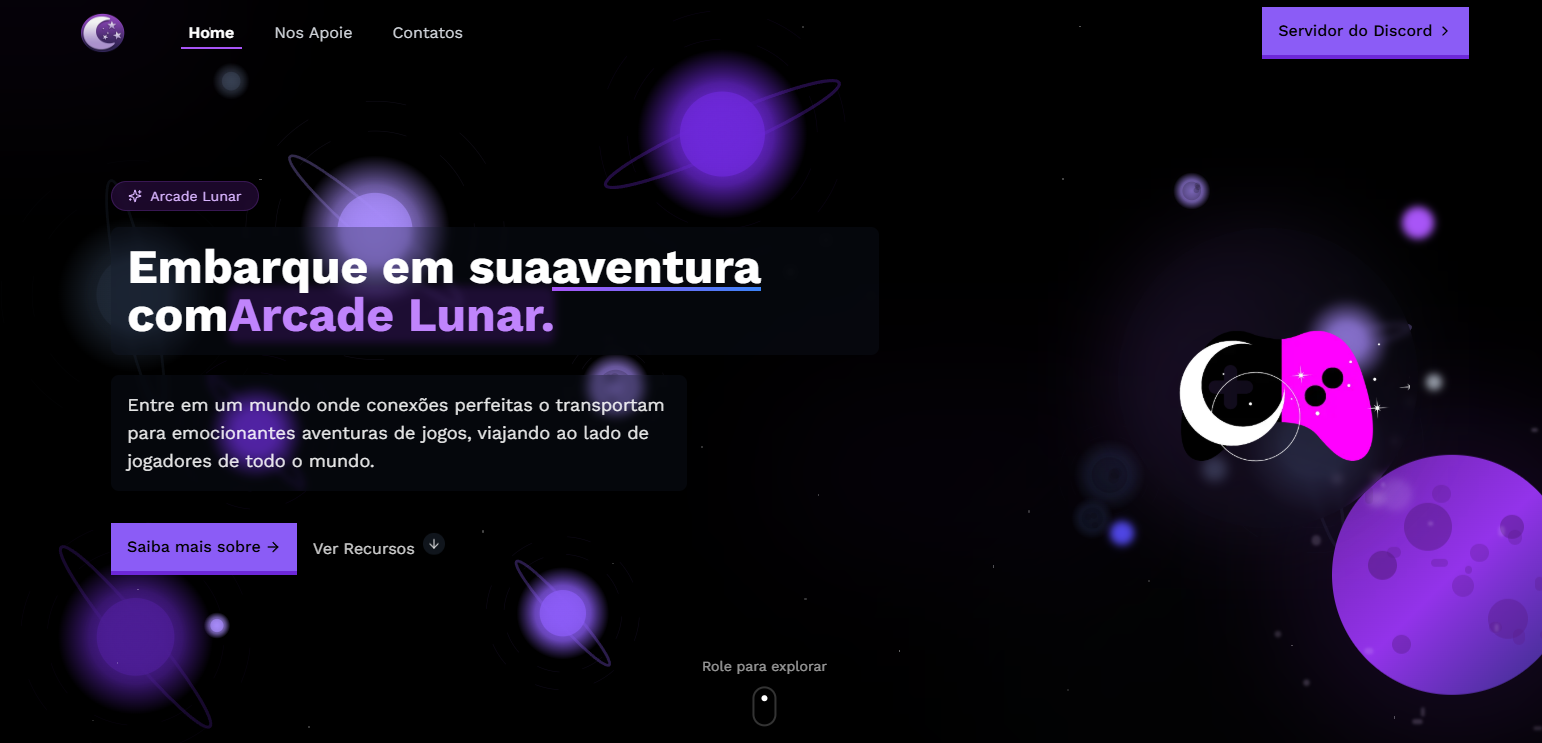 Home
Nos Apoie
Contatos
Servidor do Discord
Arcade Lunar
Embarque em suaaventura
comArcade Lunar.
Entre em um mundo onde conexões perfeitas o transportam
para emocionantes aventuras de jogos, viajando ao lado de
jogadores de todo o mundo.
Saiba mais sobre →
Ver Recursos ↓
Role para explorar